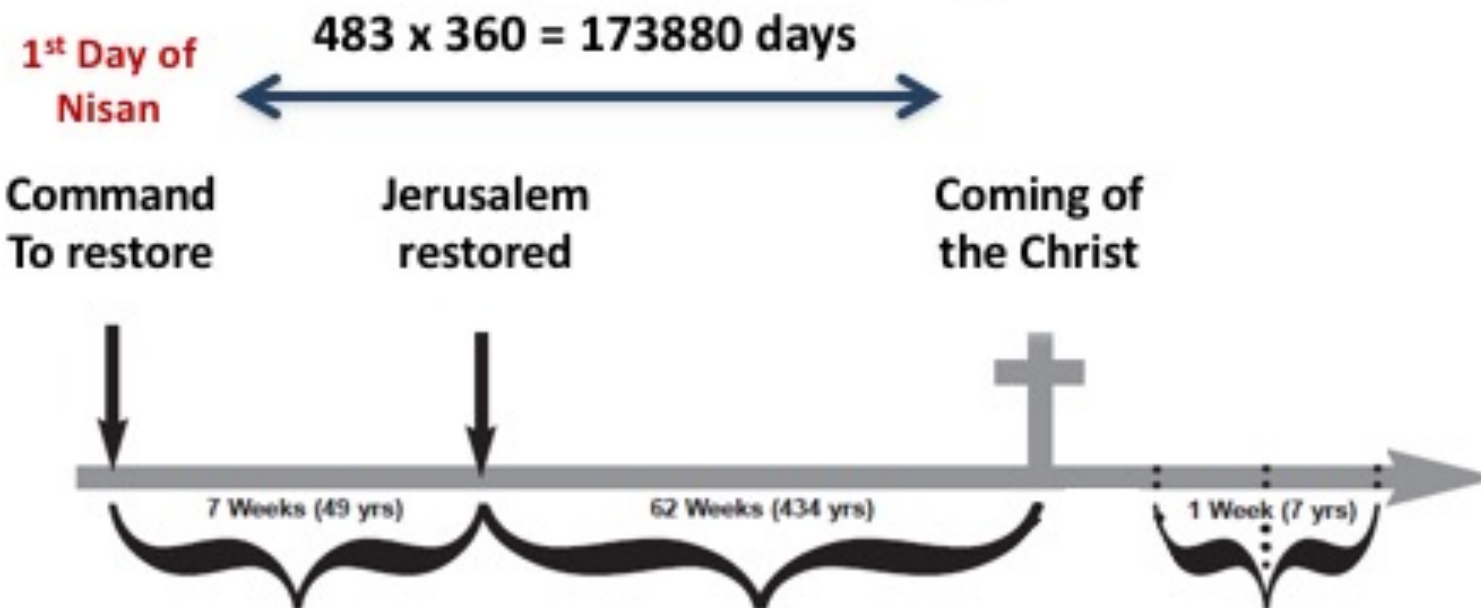 483 x 360 = 173880 days
1st Day of
Nisan
Command
To restore
Jerusalem
restored
Coming of
the Christ
7 Weeks (49 yrs)
62 Weeks (434 yrs)
1 Week (7 yrs)